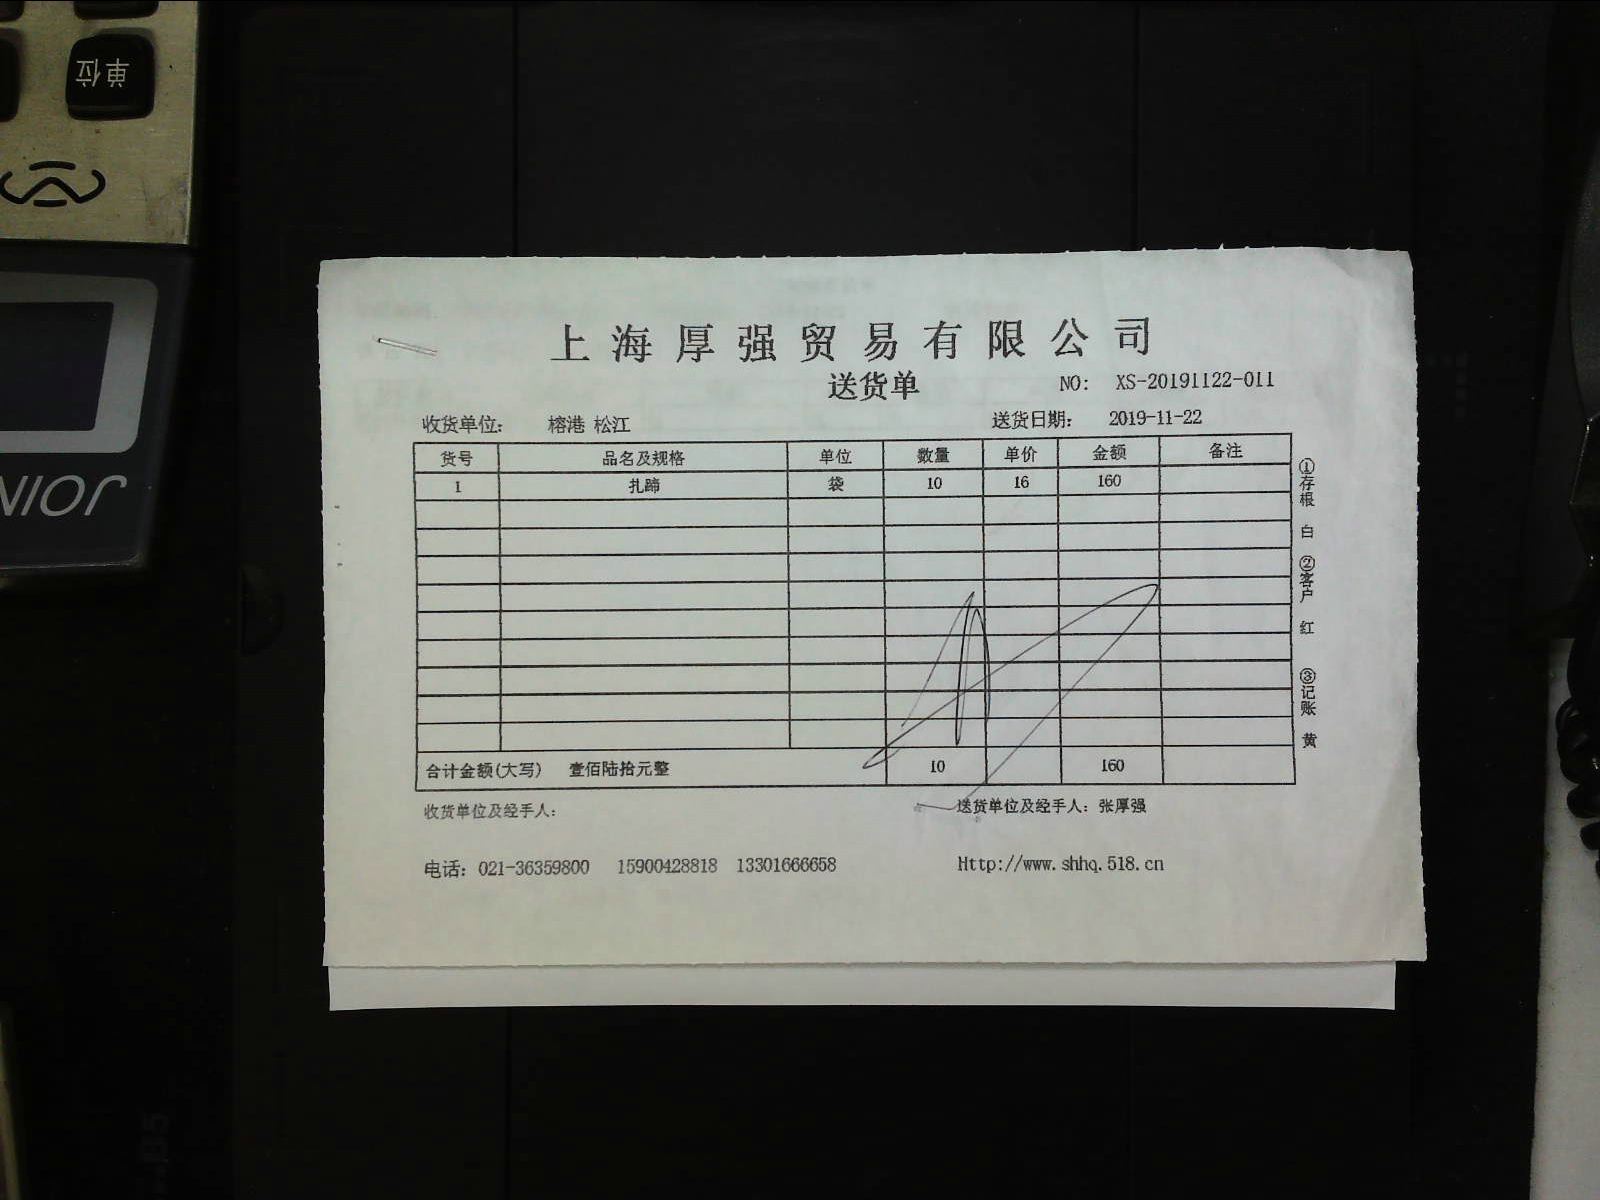 单位
JOIN
上海厚强贸易有限公司
送货单
NO: XS-20191122-011
收货单位: 榕港 松江 送货日期: 2019-11-22
货号 品名及规格 单位 数量 单价 金额 备注
1 扎蹄 袋 10 16 160
合计金额(大写) 壹佰陆拾元整 10 160
收货单位及经手人: 送货单位及经手人: 张厚强
电话: 021-36359800 15900428818 13301666658 Http://www.shhq.518.cn
①存根 白 ②客户 红 ③记账 黄
B5